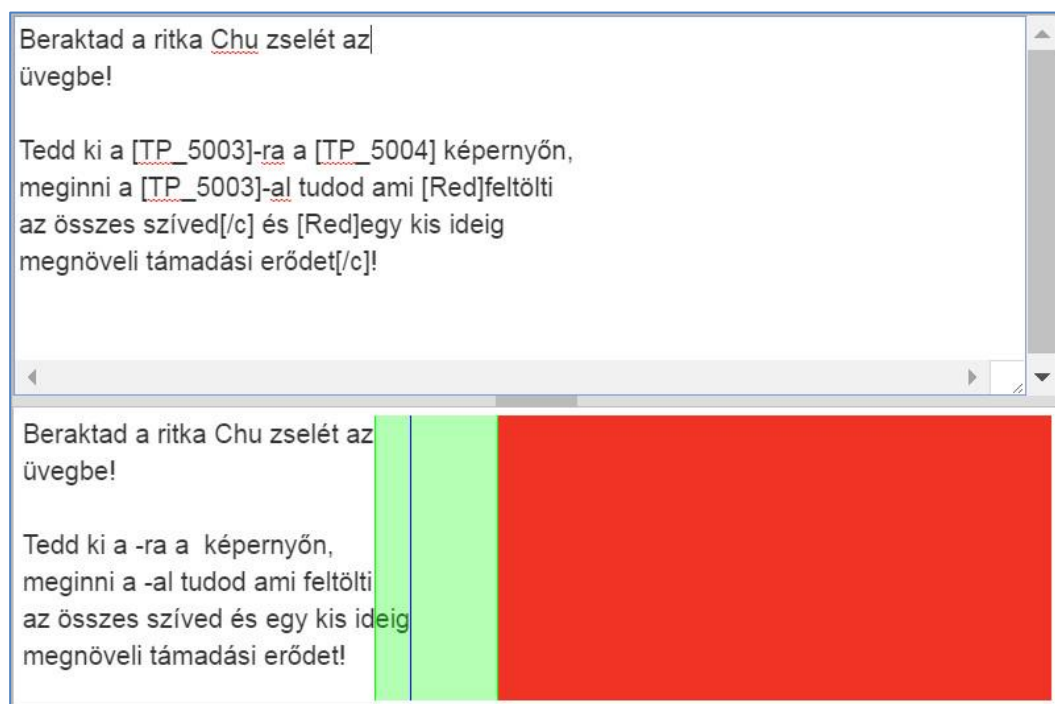 Beraktad a ritka Chu zselét az
üvegbe!
Tedd ki a [TP_5003]-ra a [TP_5004] képernyőn,
meginni a [TP_5003]-al tudod ami [Red]feltölti
az összes szíved[/c] és [Red]egy kis ideig
megnöveli támadási erődet[/c]!
Beraktad a ritka Chu zselét az
üvegbe!
Tedd ki a -ra a  képernyőn,
meginni a -al tudod ami feltölti
az összes szíved és egy kis ideig
megnöveli támadási erődet!